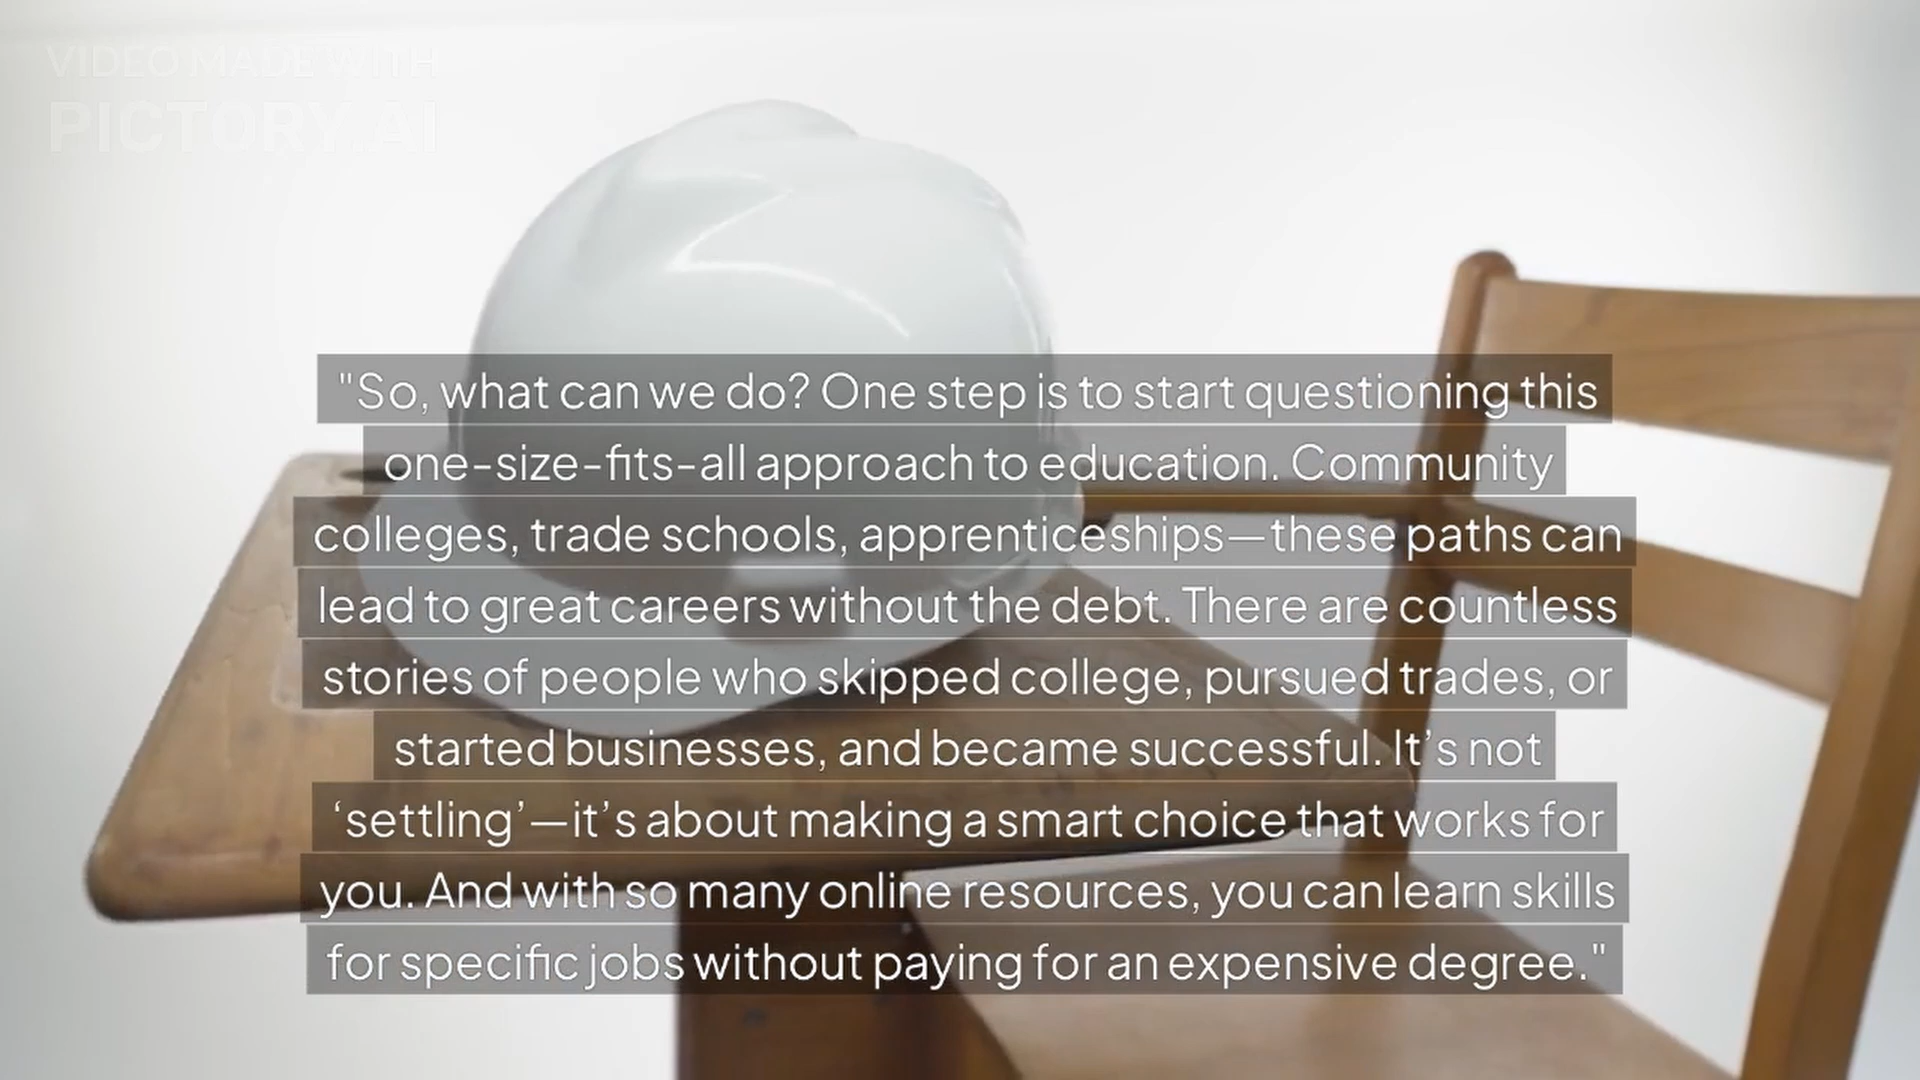 VIDEO MADE WITH
PICTORY.AI
"So, what can we do? One step is to start questioning this
one-size-fits-all approach to education. Community
colleges, trade schools, apprenticeships—these paths can
lead to great careers without the debt. There are countless
stories of people who skipped college, pursued trades, or
started businesses, and became successful. It’s not
‘settling’—it’s about making a smart choice that works for
you. And with so many online resources, you can learn skills
for specific jobs without paying for an expensive degree."